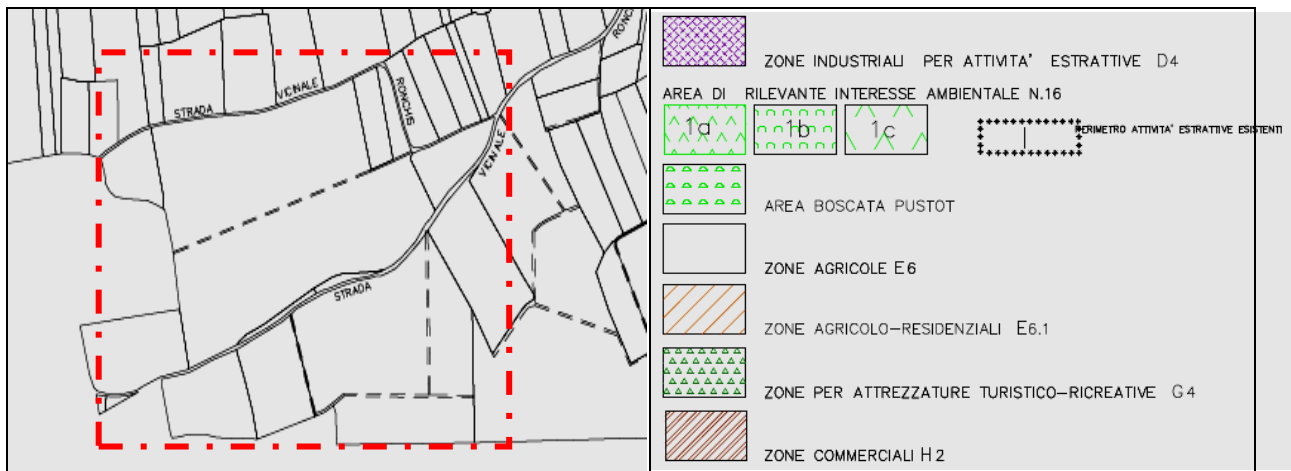 RONCHIS
STRADA
VICINALE
RONCHIS
VICINALE
STRADA
ZONE INDUSTRIALI PER ATTIVITA' ESTRATTIVE D4
AREA DI RILEVANTE INTERESSE AMBIENTALE N.16
1a 1b 1c PERIMETRO ATTIVITA' ESTRATTIVE ESISTENTI
AREA BOSCATA PUSTOT
ZONE AGRICOLE E6
ZONE AGRICOLO-RESIDENZIALI E6.1
ZONE PER ATTREZZATURE TURISTICO-RICREATIVE G4
ZONE COMMERCIALI H2